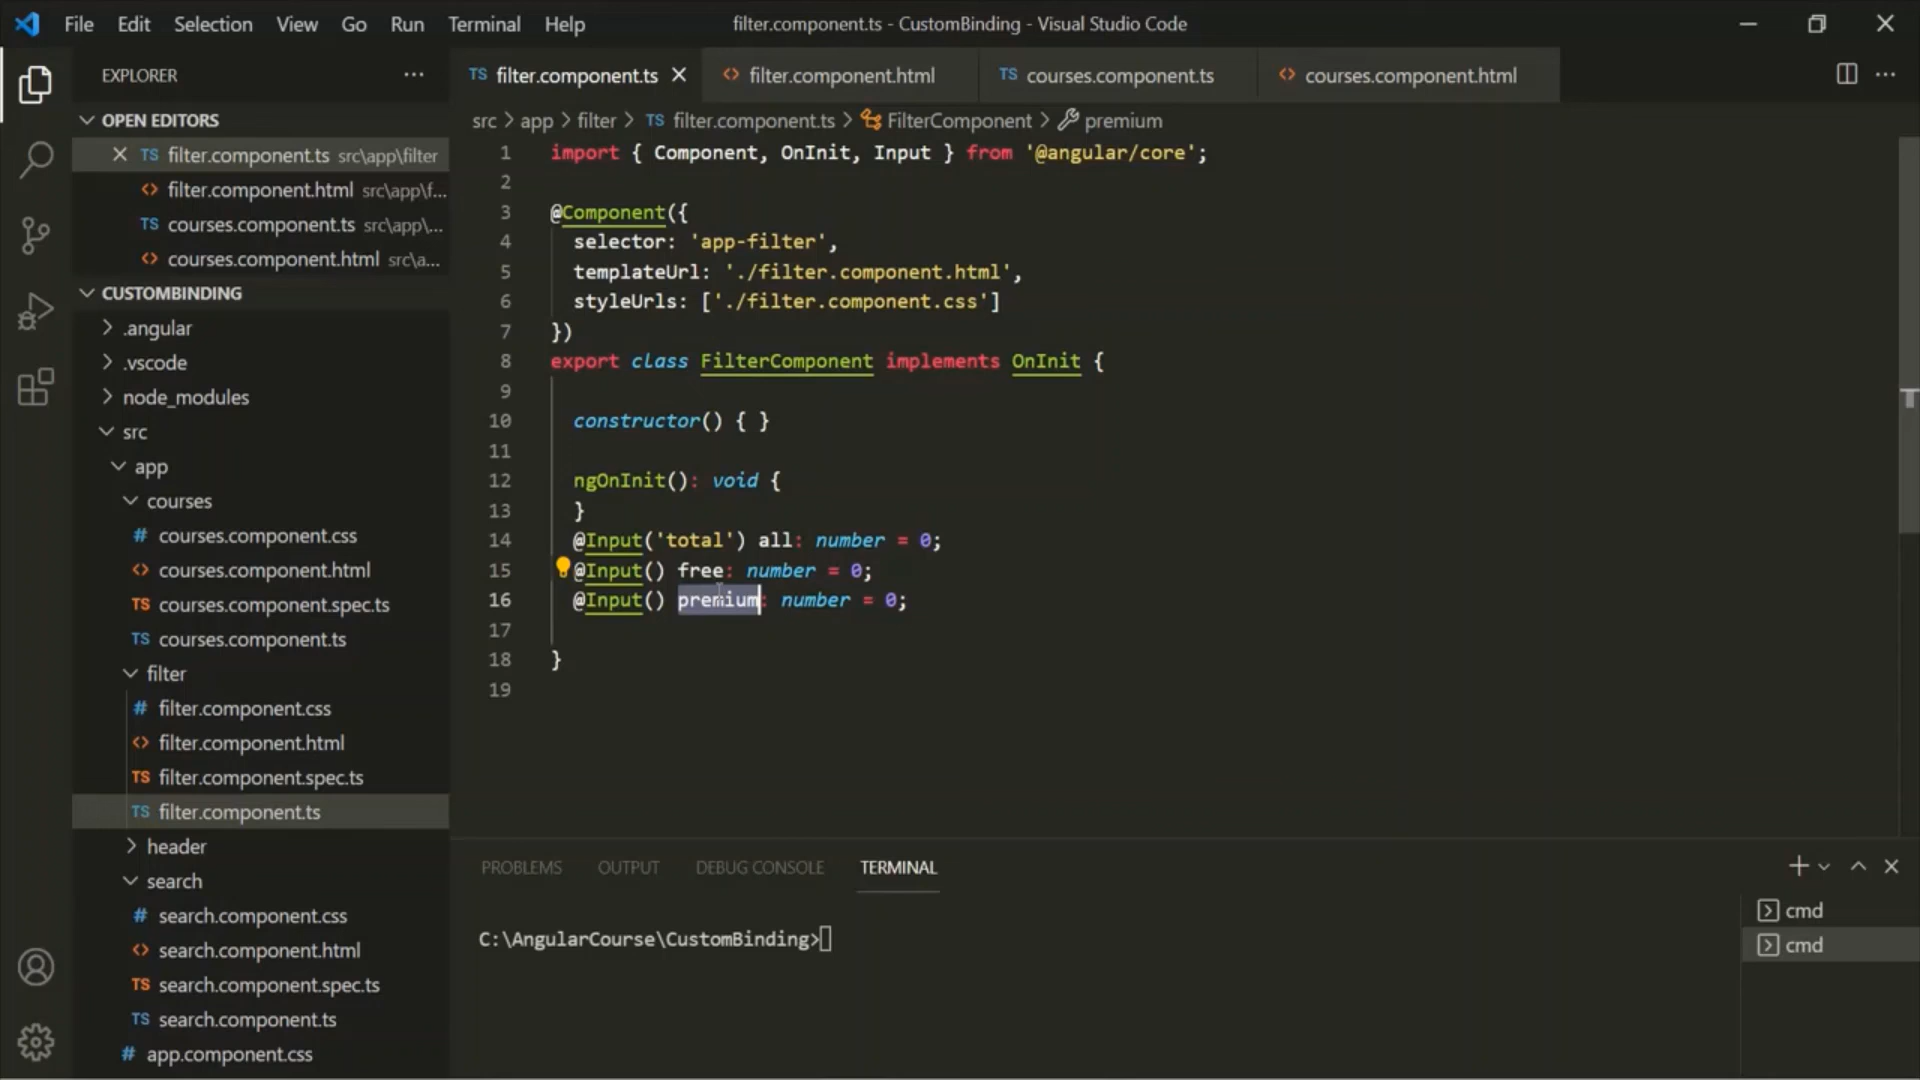 File Edit Selection View Go Run Terminal Help
filter.component.ts - CustomBinding - Visual Studio Code
EXPLORER
OPEN EDITORS
TS filter.component.ts src\app\filter
<> filter.component.html src\app\f...
TS courses.component.ts src\app\...
<> courses.component.html src\a...
CUSTOMBINDING
.angular
.vscode
node_modules
src
app
courses
# courses.component.css
<> courses.component.html
TS courses.component.spec.ts
TS courses.component.ts
filter
# filter.component.css
<> filter.component.html
TS filter.component.spec.ts
TS filter.component.ts
header
search
# search.component.css
<> search.component.html
TS search.component.spec.ts
TS search.component.ts
# app.component.css
TS filter.component.ts <> filter.component.html TS courses.component.ts <> courses.component.html
src > app > filter > TS filter.component.ts > FilterComponent > premium
1 import { Component, OnInit, Input } from '@angular/core';
2
3 @Component({
4 selector: 'app-filter',
5 templateUrl: './filter.component.html',
6 styleUrls: ['./filter.component.css']
7 })
8 export class FilterComponent implements OnInit {
9
10 constructor() { }
11
12 ngOnInit(): void {
13 }
14 @Input('total') all: number = 0;
15 @Input() free: number = 0;
16 @Input() premium: number = 0;
17
18 }
19
PROBLEMS OUTPUT DEBUG CONSOLE TERMINAL
C:\AngularCourse\CustomBinding>
cmd
cmd